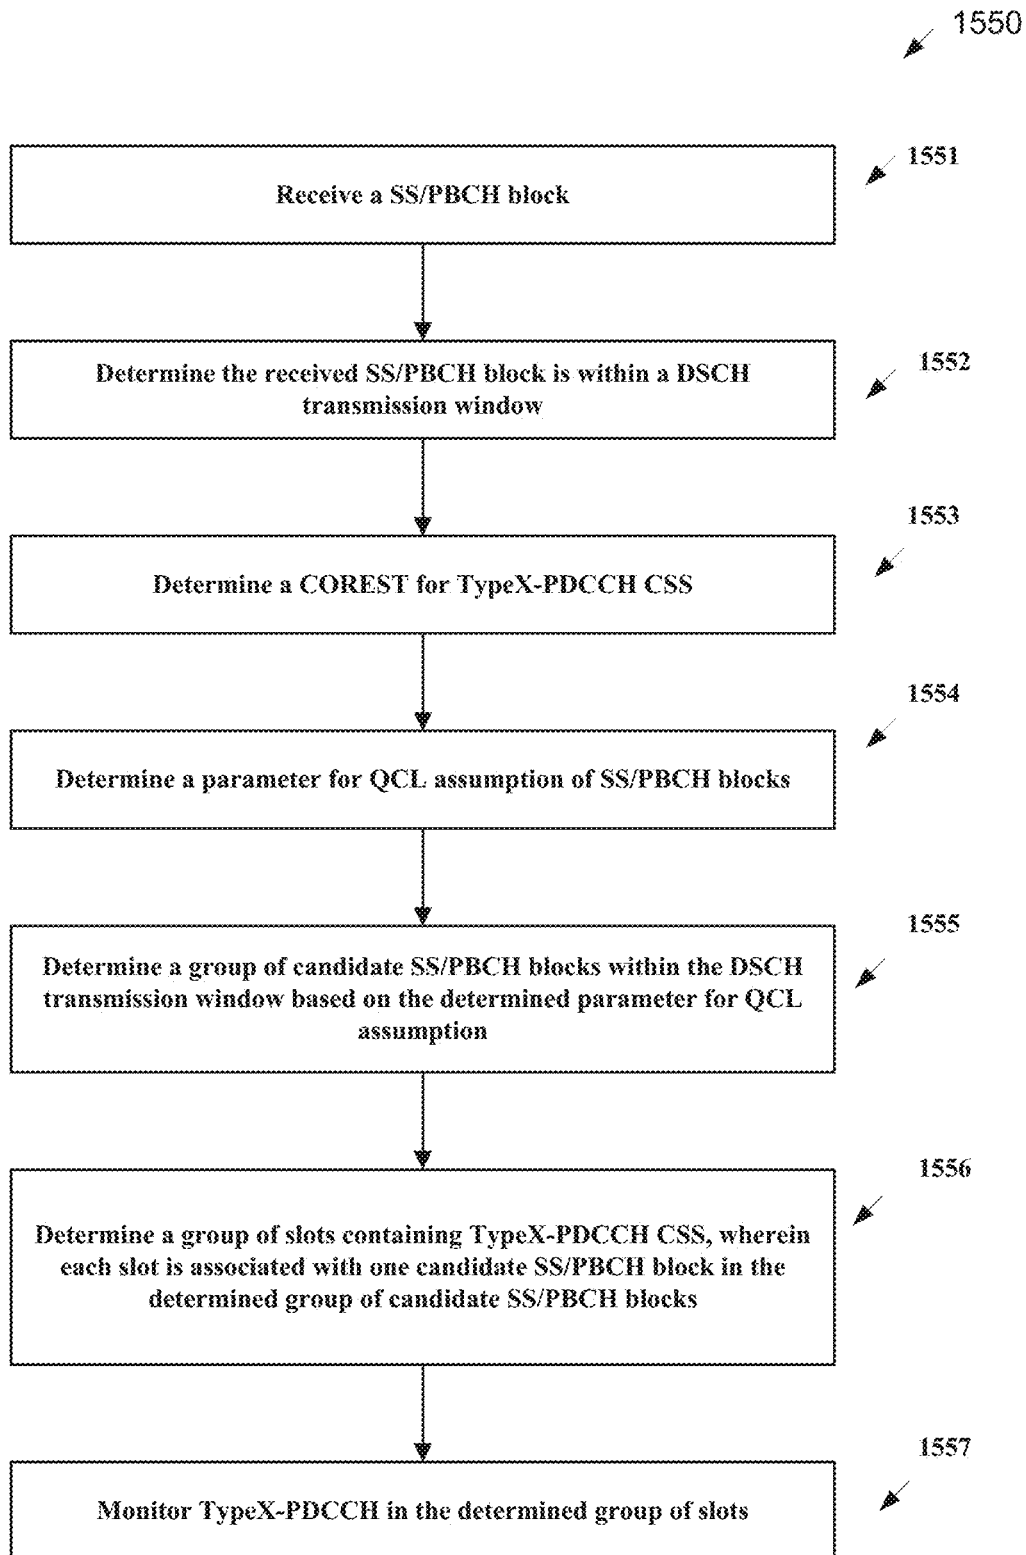 1550
1551
Receive a SS/PBCH block
1552
Determine the received SS/PBCH block is within a DSCH
transmission window
1553
Determine a COREST for TypeX-PDCCH CSS
1554
Determine a parameter for QCL assumption of SS/PBCH blocks
1555
Determine a group of candidate SS/PBCH blocks within the DSCH
transmission window based on the determined parameter for QCL
assumption
1556
Determine a group of slots containing TypeX-PDCCH CSS, wherein
each slot is associated with one candidate SS/PBCH block in the
determined group of candidate SS/PBCH blocks
1557
Monitor TypeX-PDCCH in the determined group of slots